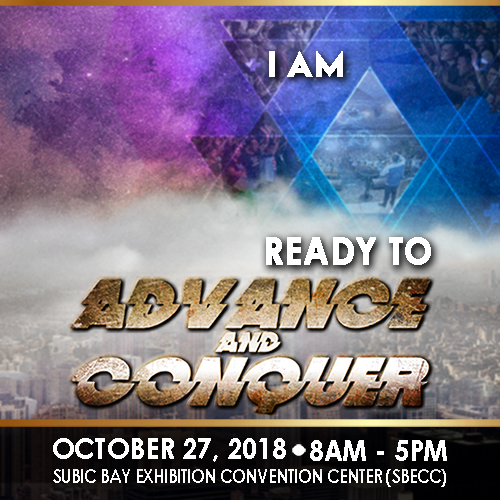 I AM
READY TO
ADVANCE
AND
CONQUER
OCTOBER 27, 2018 • 8AM - 5PM
SUBIC BAY EXHIBITION CONVENTION CENTER (SBECC)